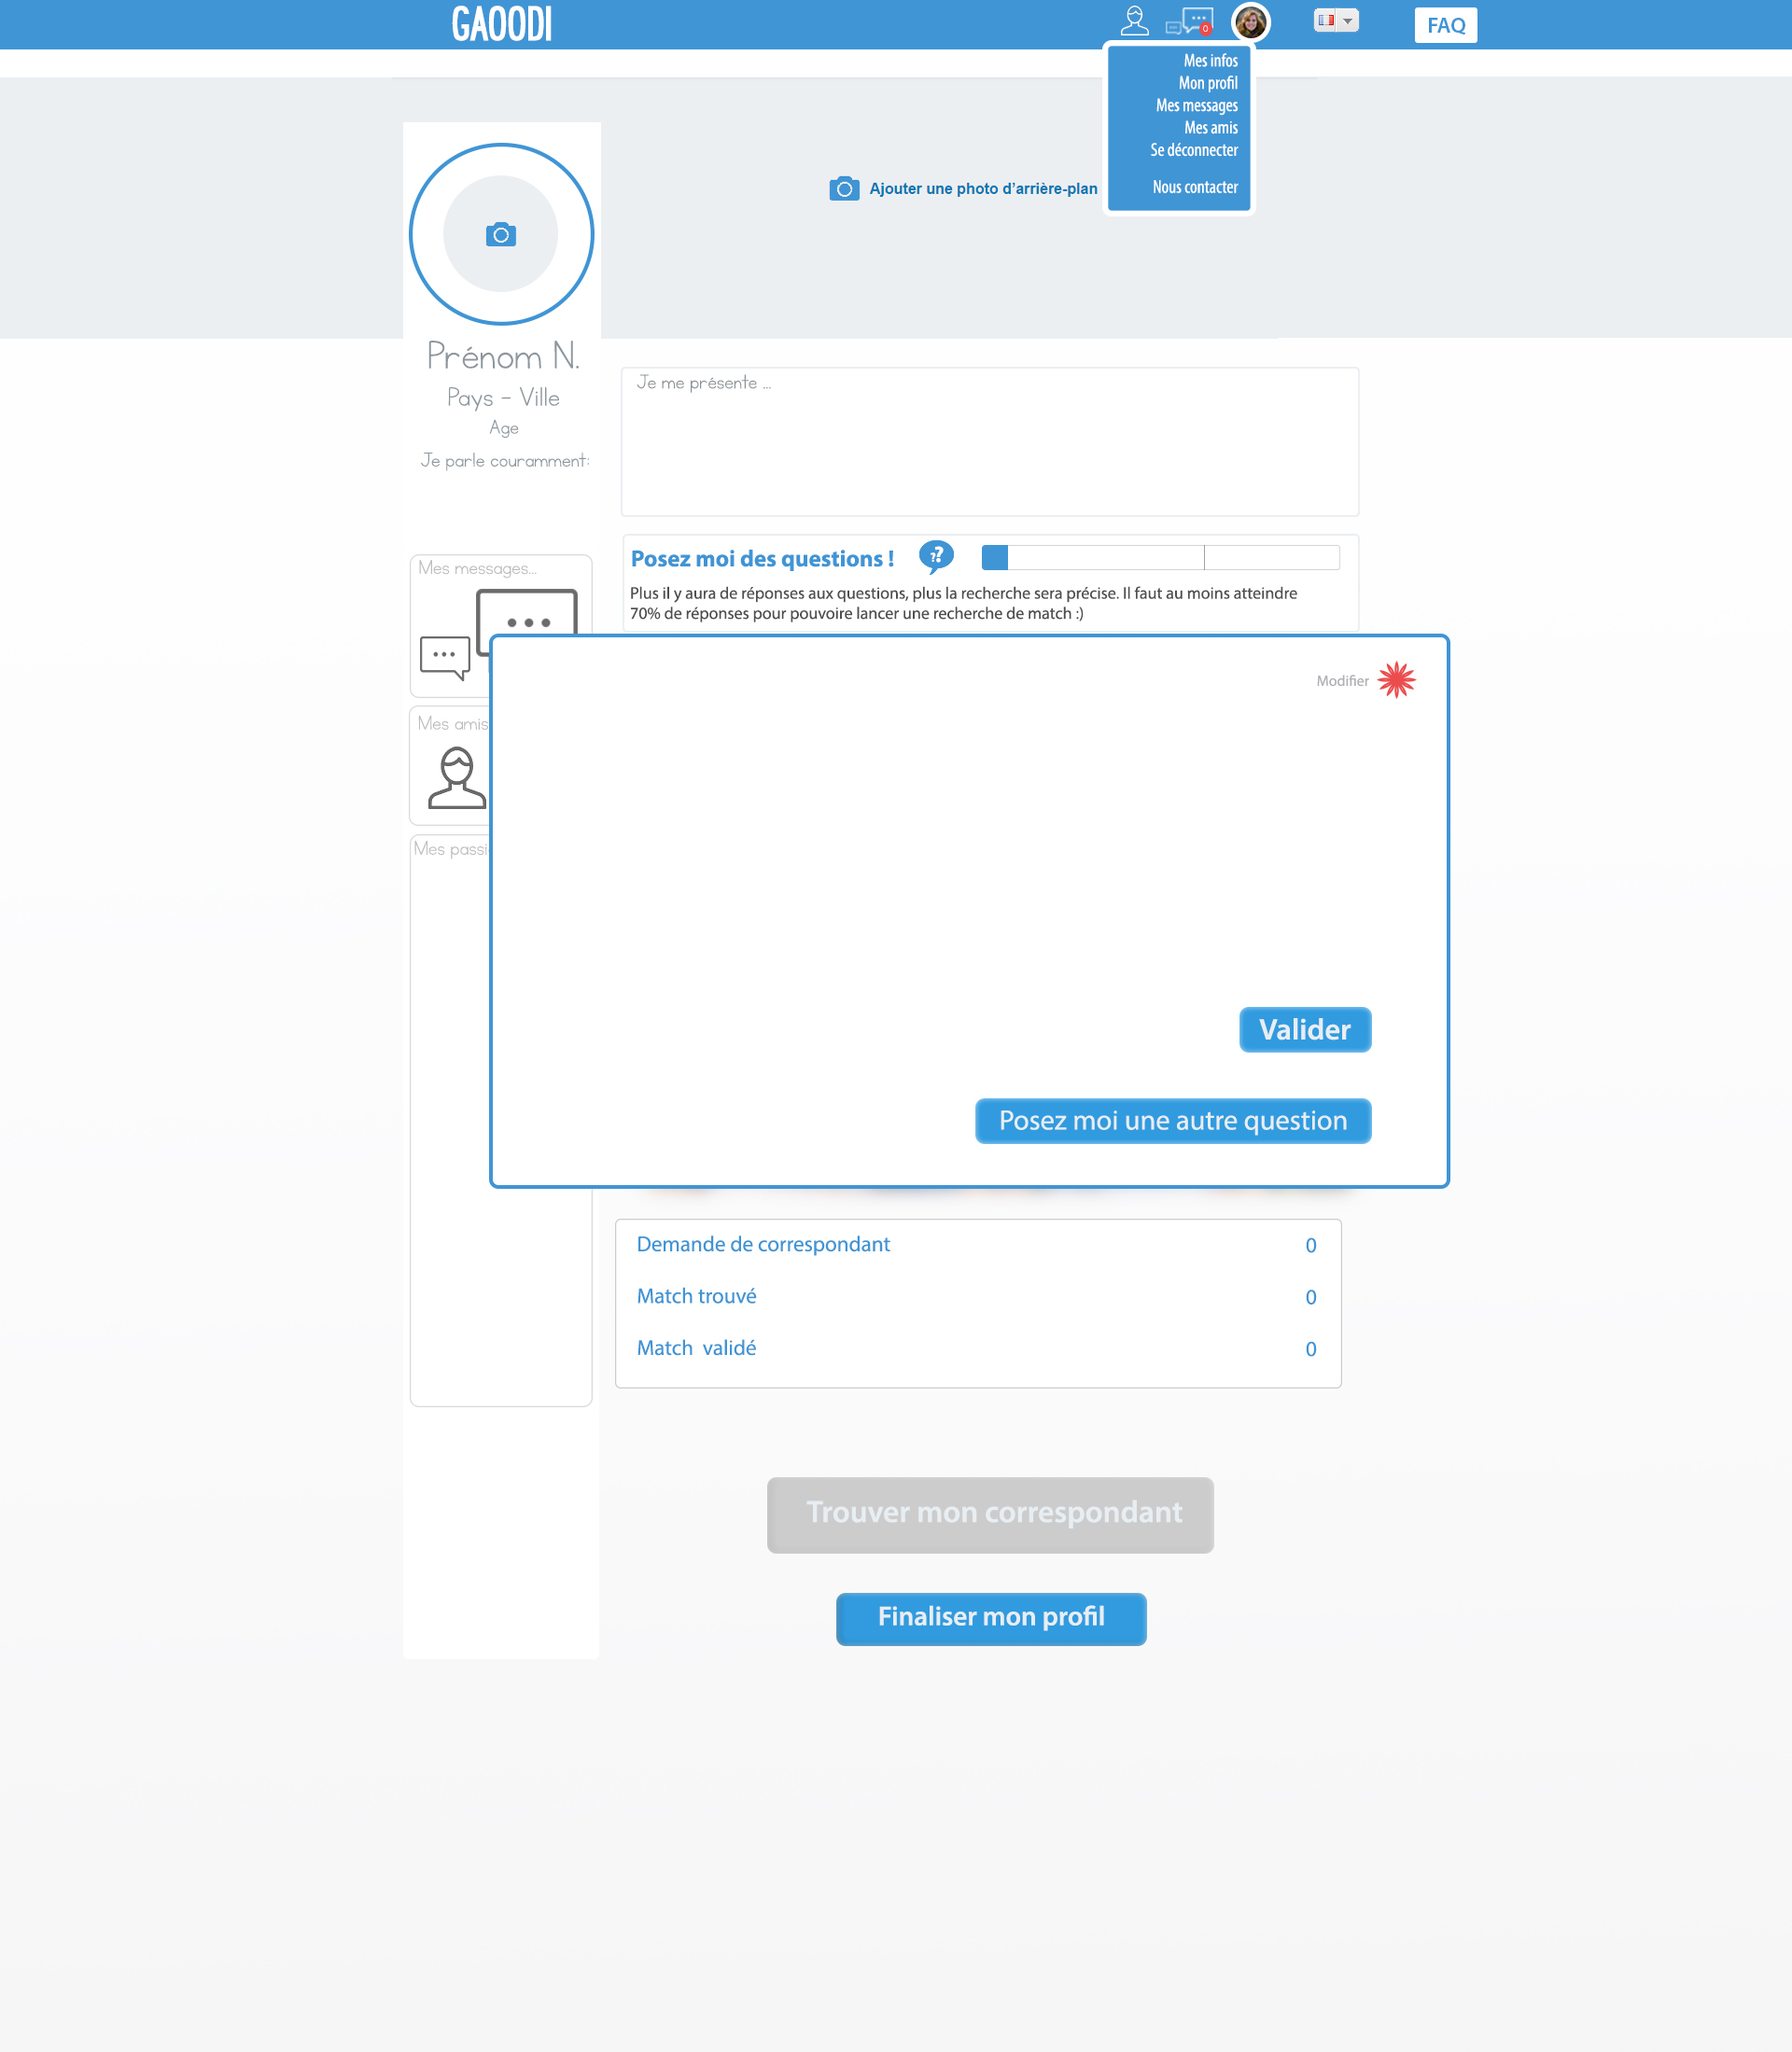 GAOODI
0
FAQ
Mes infos
Mon profil
Mes messages
Mes amis
Se déconnecter
Nous contacter
Ajouter une photo d'arrière-plan
Prénom N.
Pays - Ville
Age
Je parle couramment:
Je me présente ...
Posez moi des questions !
??
Plus il y aura de réponses aux questions, plus la recherche sera précise. Il faut au moins atteindre
70% de réponses pour pouvoire lancer une recherche de match :)
Mes messages...
Mes amis
Mes passi
Modifier
Valider
Posez moi une autre question
Demande de correspondant 0
Match trouvé 0
Match validé 0
Trouver mon correspondant
Finaliser mon profil